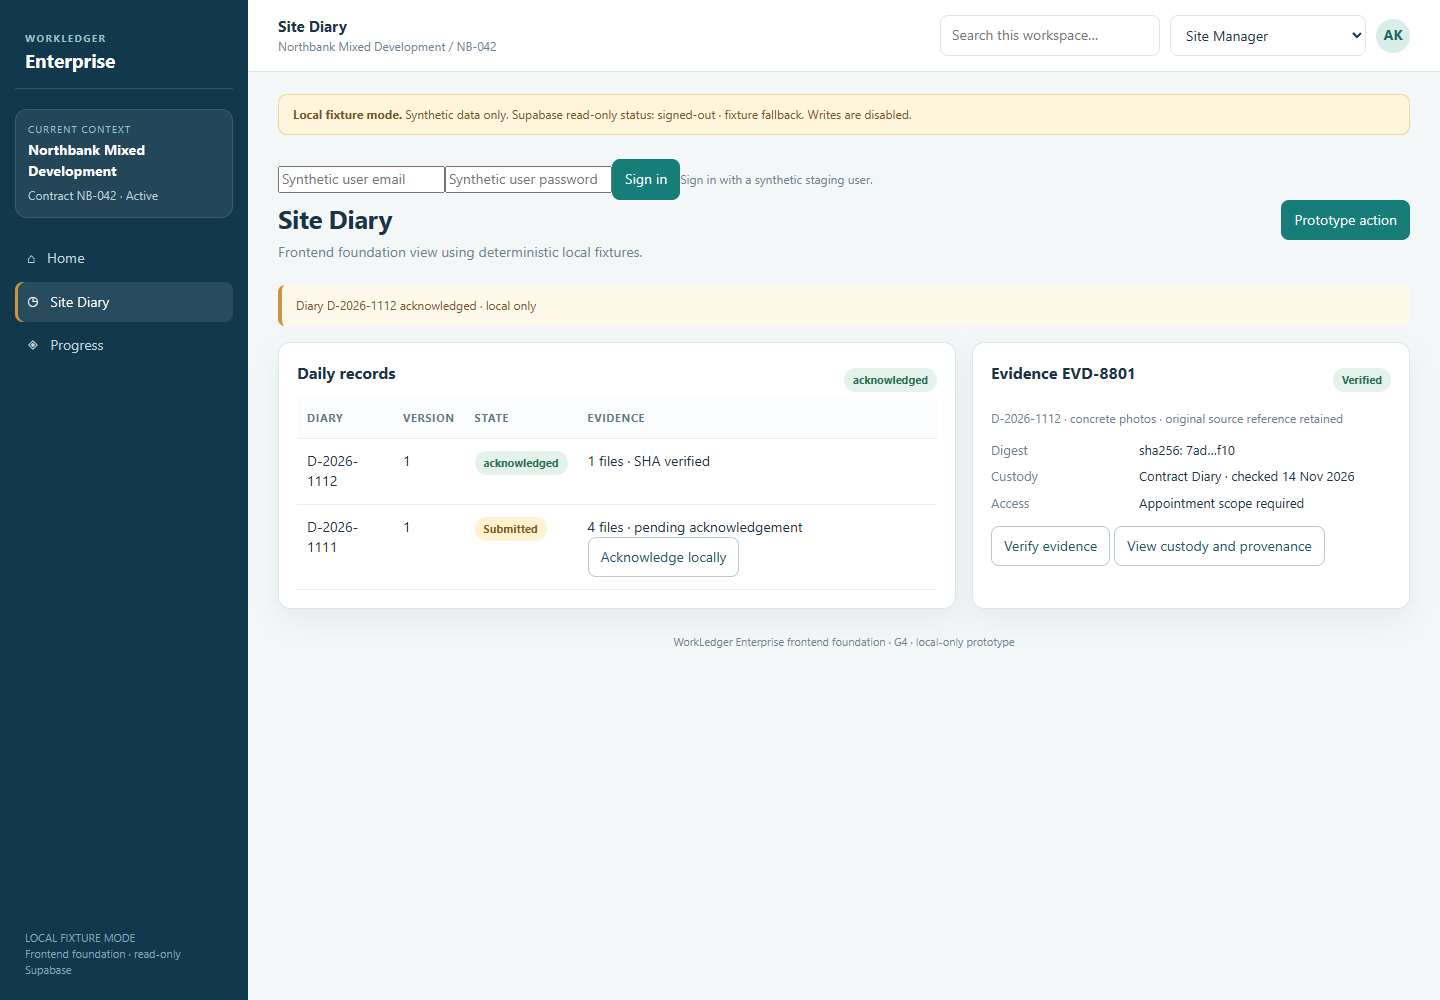 WORKLEDGER
Enterprise
CURRENT CONTEXT
Northbank Mixed
Development
Contract NB-042 · Active
Home
Site Diary
Progress
LOCAL FIXTURE MODE
Frontend foundation · read-only
Supabase
Site Diary
Northbank Mixed Development / NB-042
Search this workspace...
Site Manager
AK
Local fixture mode. Synthetic data only. Supabase read-only status: signed-out · fixture fallback. Writes are disabled.
Synthetic user email
Synthetic user password
Sign in
Sign in with a synthetic staging user.
Site Diary
Prototype action
Frontend foundation view using deterministic local fixtures.
Diary D-2026-1112 acknowledged · local only
Daily records
acknowledged
DIARY VERSION STATE EVIDENCE
D-2026-
1112
1
acknowledged
1 files · SHA verified
D-2026-
1111
1
Submitted
4 files · pending acknowledgement
Acknowledge locally
Evidence EVD-8801
Verified
D-2026-1112 · concrete photos · original source reference retained
Digest sha256: 7ad...f10
Custody Contract Diary · checked 14 Nov 2026
Access Appointment scope required
Verify evidence
View custody and provenance
WorkLedger Enterprise frontend foundation · G4 · local-only prototype